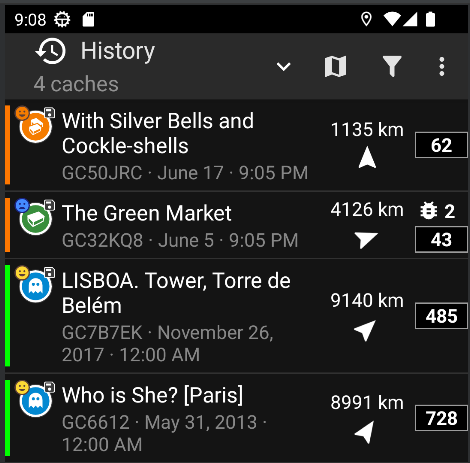 9:08
History
4 caches
With Silver Bells and
Cockle-shells
GC50JRC · June 17 · 9:05 PM
1135 km
62
The Green Market
GC32KQ8 · June 5 · 9:05 PM
4126 km
2
43
LISBOA. Tower, Torre de
Belém
GC7B7EK · November 26,
2017 · 12:00 AM
9140 km
485
Who is She? [Paris]
GC6612 · May 31, 2013 ·
12:00 AM
8991 km
728